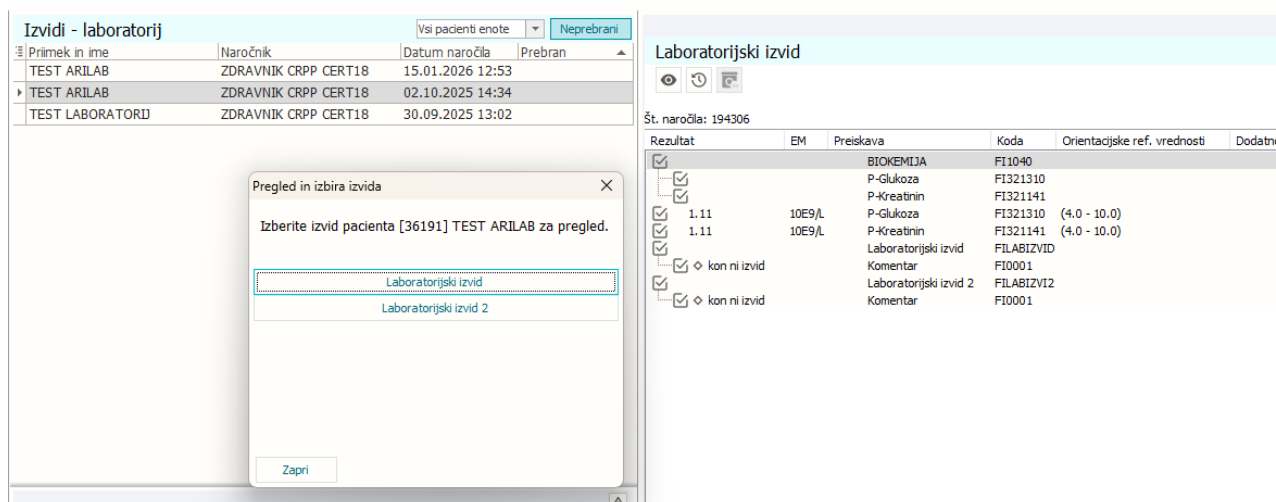 Izvidi - laboratorij
Vsi pacienti enote
Neprebrani
Priimek in ime Naročnik Datum naročila Prebran
TEST ARILAB ZDRAVNIK CRPP CERT18 15.01.2026 12:53
TEST ARILAB ZDRAVNIK CRPP CERT18 02.10.2025 14:34
TEST LABORATORIJ ZDRAVNIK CRPP CERT18 30.09.2025 13:02
Pregled in izbira izvida
Izberite izvid pacienta [36191] TEST ARILAB za pregled.
Laboratorijski izvid
Laboratorijski izvid 2
Zapri
Laboratorijski izvid
Št. naročila: 194306
Rezultat EM Preiskava Koda Orientacijske ref. vrednosti Dodatno
BIOKEMIJA FI1040
P-Glukoza FI321310
P-Kreatinin FI321141
1.11 10E9/L P-Glukoza FI321310 (4.0 - 10.0)
1.11 10E9/L P-Kreatinin FI321141 (4.0 - 10.0)
Laboratorijski izvid FILABIZVID
kon ni izvid Komentar FI0001
Laboratorijski izvid 2 FILABIZVI2
kon ni izvid Komentar FI0001